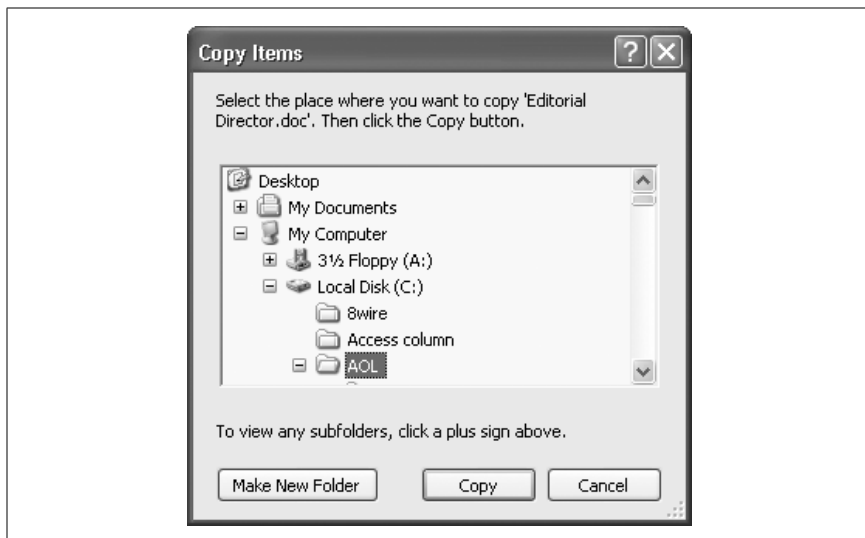 Copy Items
Select the place where you want to copy 'Editorial
Director.doc'. Then click the Copy button.
Desktop
My Documents
My Computer
3½ Floppy (A:)
Local Disk (C:)
8wire
Access column
AOL
To view any subfolders, click a plus sign above.
Make New Folder Copy Cancel